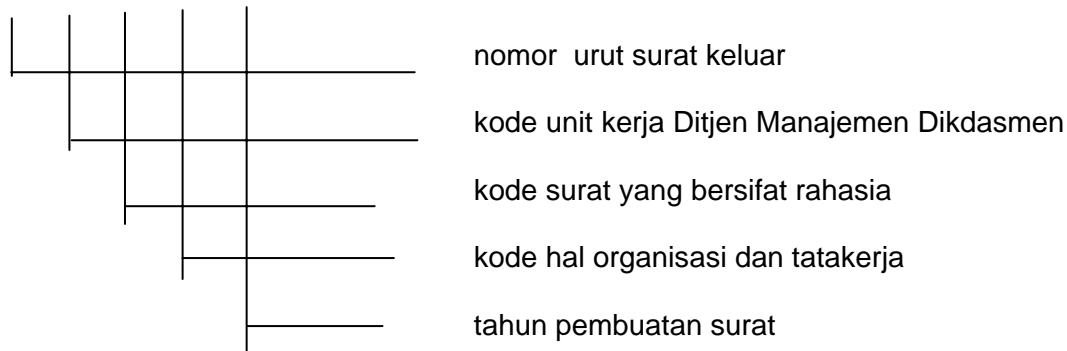 nomor urut surat keluar
kode unit kerja Ditjen Manajemen Dikdasmen
kode surat yang bersifat rahasia
kode hal organisasi dan tatakerja
tahun pembuatan surat